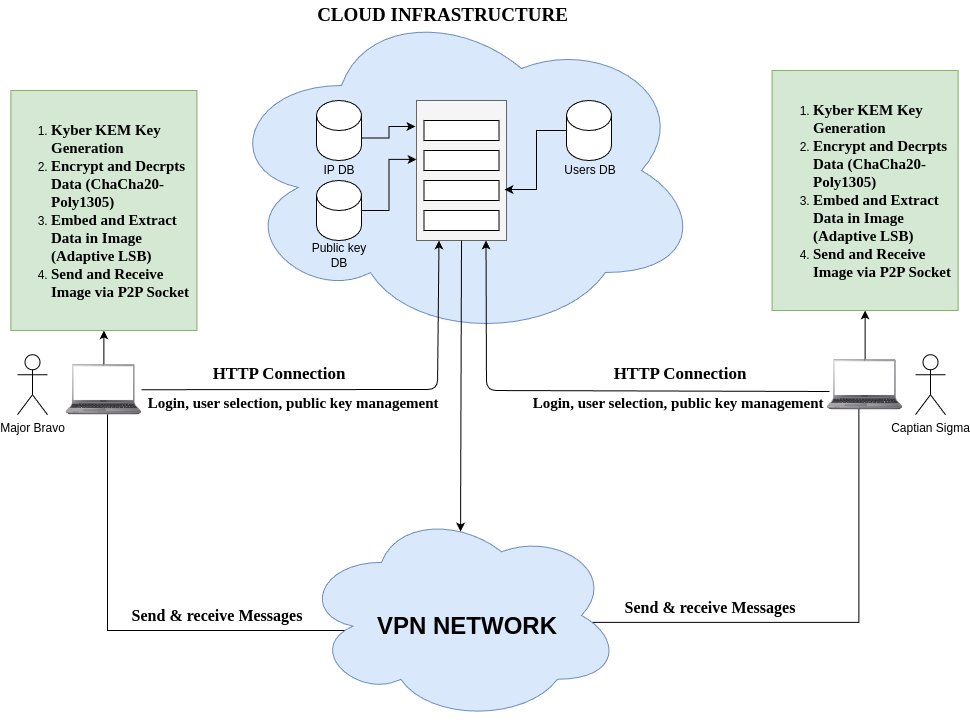 CLOUD INFRASTRUCTURE
1. Kyber KEM Key
Generation
2. Encrypt and Decrpts
Data (ChaCha20-
Poly1305)
3. Embed and Extract
Data in Image
(Adaptive LSB)
4. Send and Receive
Image via P2P Socket
IP DB
Public key
DB
Users DB
1. Kyber KEM Key
Generation
2. Encrypt and Decrpts
Data (ChaCha20-
Poly1305)
3. Embed and Extract
Data in Image
(Adaptive LSB)
4. Send and Receive
Image via P2P Socket
Major Bravo
HTTP Connection
Login, user selection, public key management
HTTP Connection
Login, user selection, public key management
Captian Sigma
Send & receive Messages
VPN NETWORK
Send & receive Messages